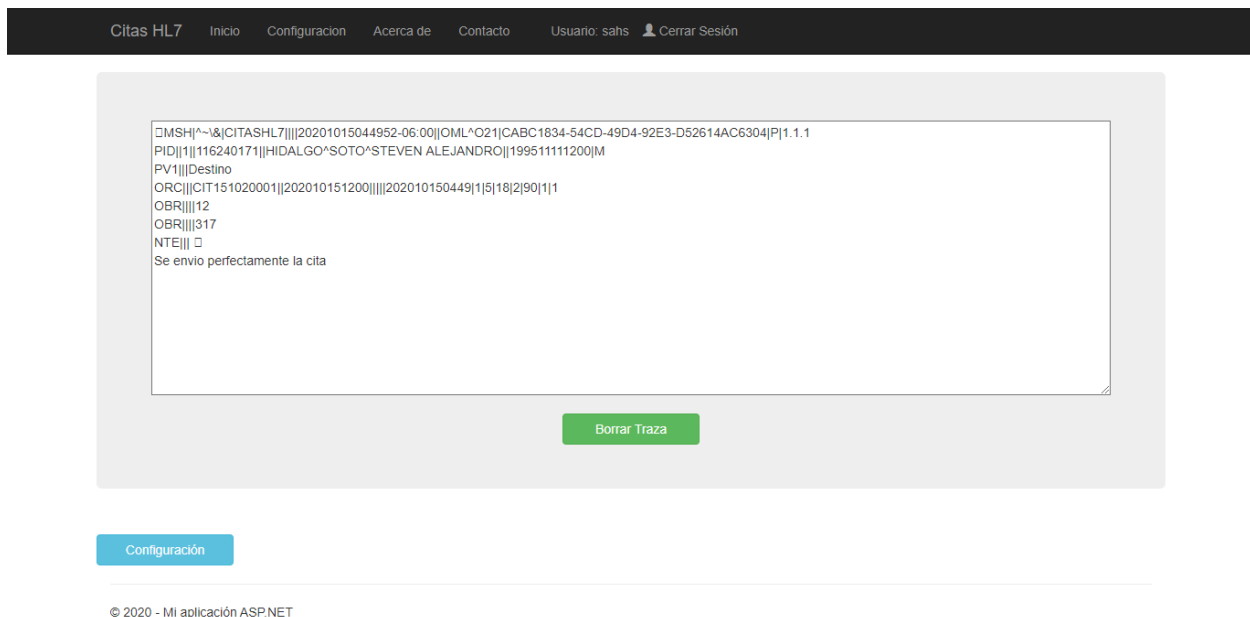 Citas HL7 Inicio Configuracion Acerca de Contacto Usuario: sahs Cerrar Sesión
MSH|^~\&|CITASHL7||||20201015044952-06:00||OML^O21|CABC1834-54CD-49D4-92E3-D52614AC6304|P|1.1.1
PID||1||116240171||HIDALGO^SOTO^STEVEN ALEJANDRO||199511111200|M
PV1|||Destino
ORC|||CIT151020001||202010151200|||||202010150449|1|5|18|2|90|1|1
OBR||||12
OBR||||317
NTE|||
Se envio perfectamente la cita
Borrar Traza
Configuración
© 2020 - Mi aplicación ASP.NET